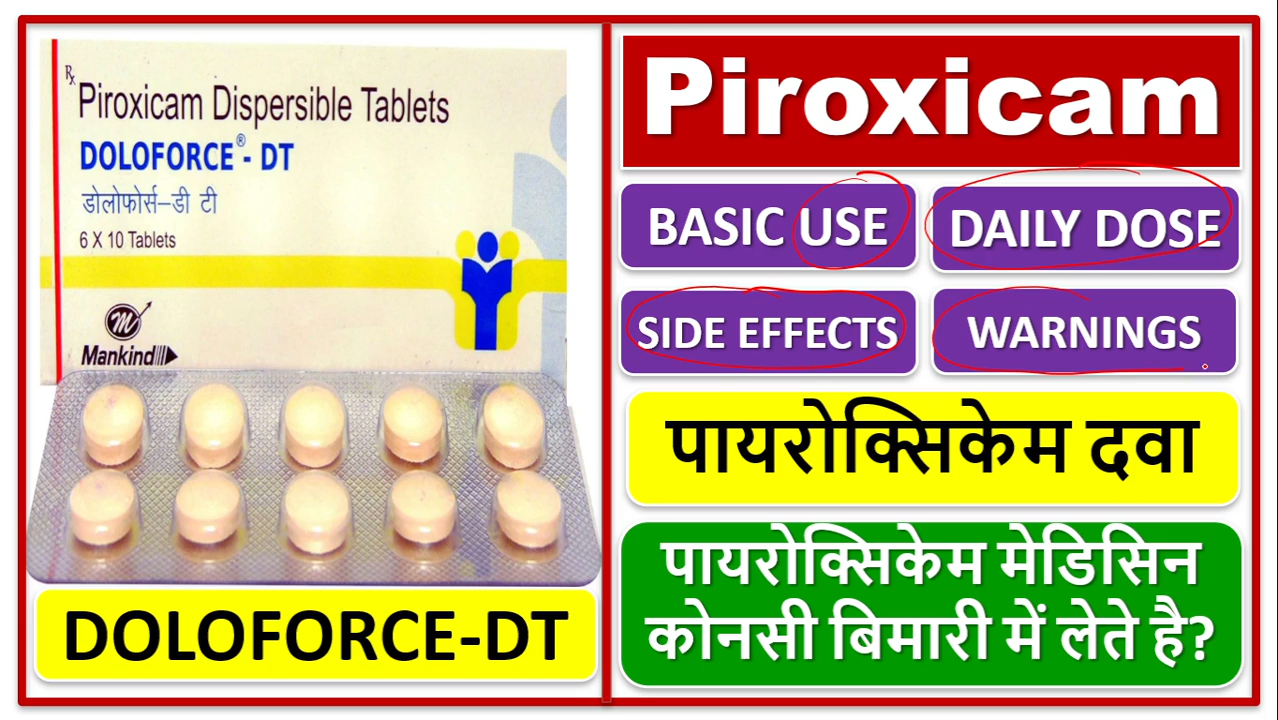 Rx
Piroxicam Dispersible Tablets
DOLOFORCE®- DT
डोलोफोर्स–डी टी
6 X 10 Tablets
Mankind
DOLOFORCE-DT
Piroxicam
BASIC USE
DAILY DOSE
SIDE EFFECTS
WARNINGS
पायरोक्सिकेम दवा
पायरोक्सिकेम मेडिसिन
कोनसी बिमारी में लेते है?